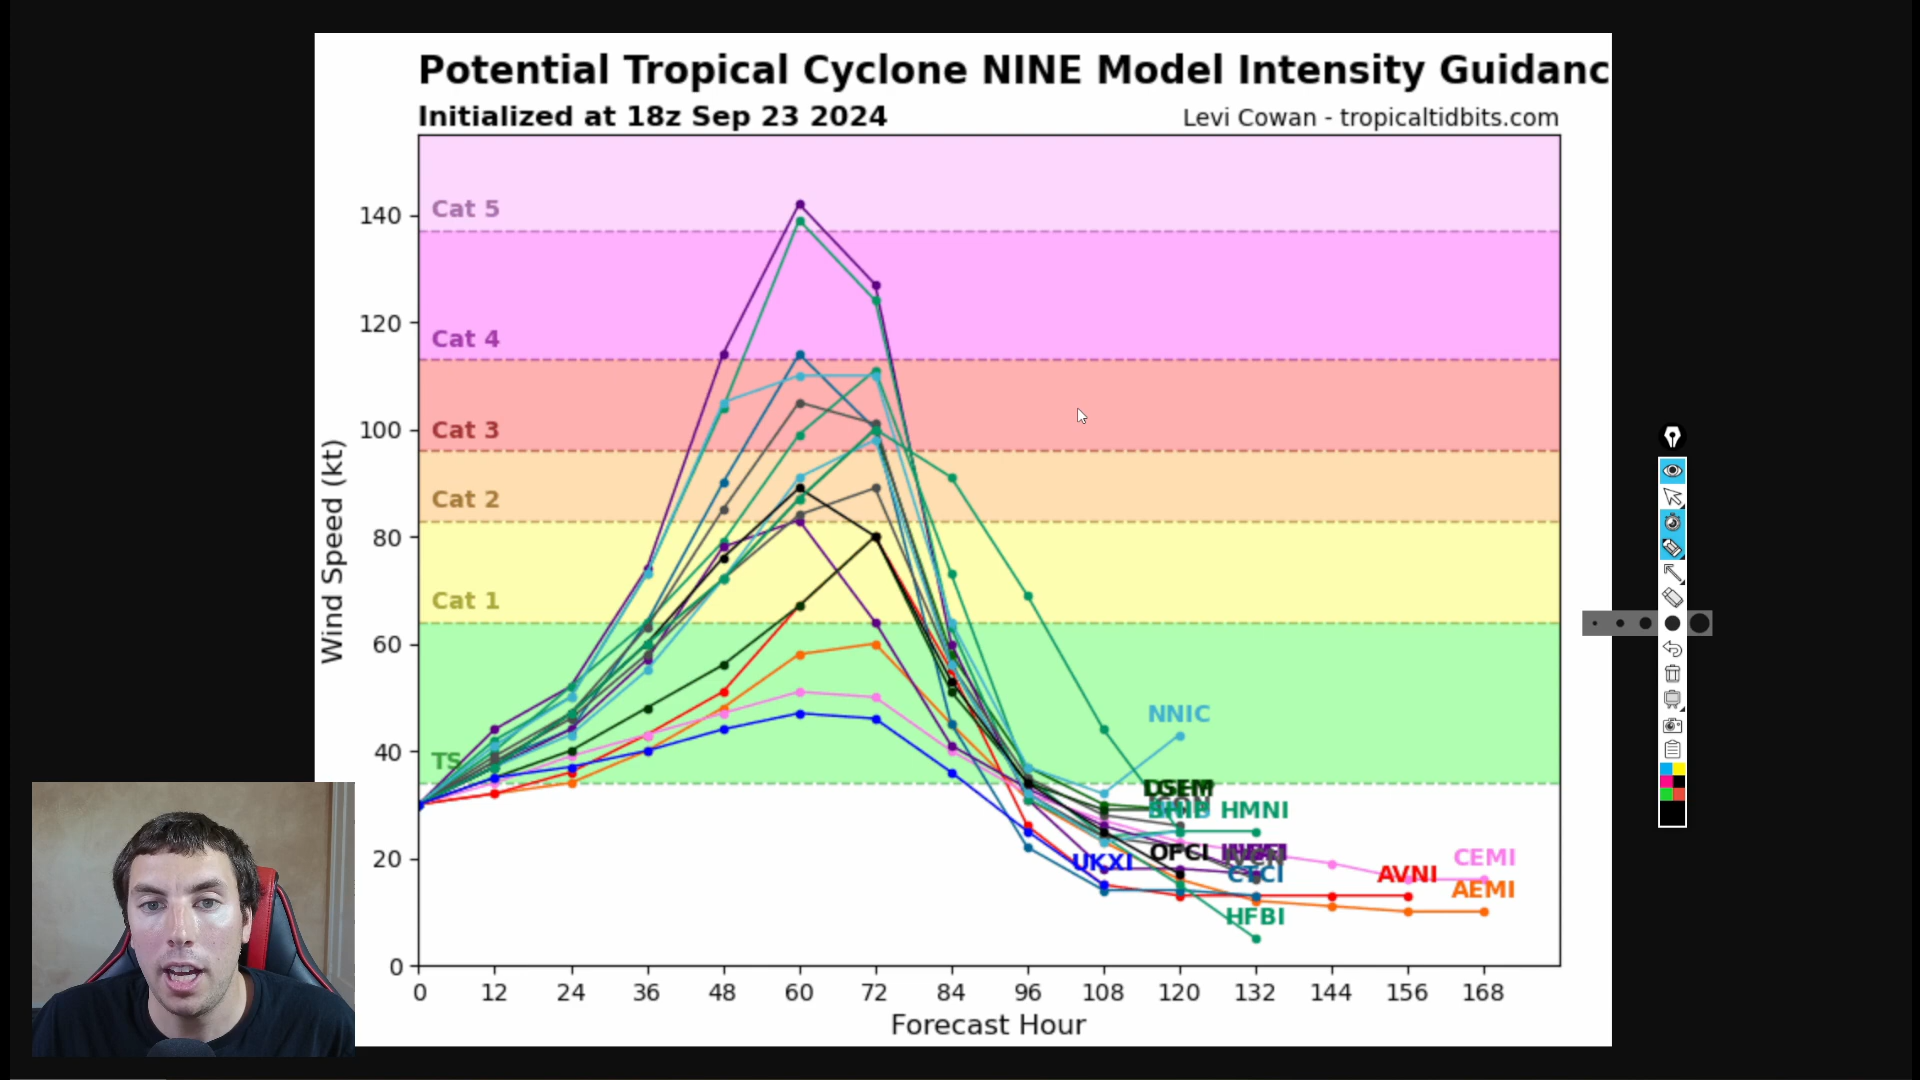 Potential Tropical Cyclone NINE Model Intensity Guidanc
Initialized at 18z Sep 23 2024
Levi Cowan - tropicaltidbits.com
Wind Speed (kt)
140
120
100
80
60
40
20
0
Cat 5
Cat 4
Cat 3
Cat 2
Cat 1
TS
NNIC
DSEM
HMNI
UKXI
OFCI
CTCI
AVNI
CEMI
AEMI
HFBI
0 12 24 36 48 60 72 84 96 108 120 132 144 156 168
Forecast Hour